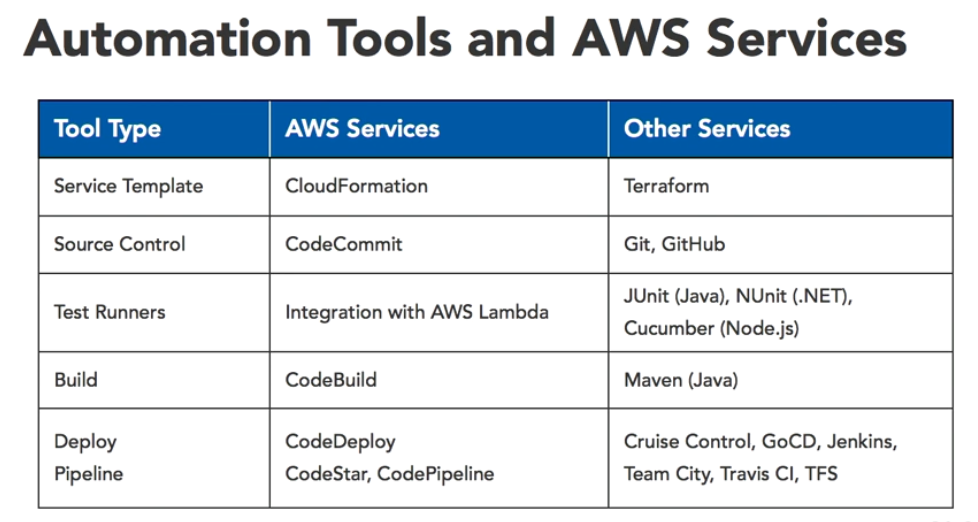 Automation Tools and AWS Services
Tool Type
AWS Services
Other Services
Service Template
CloudFormation
Terraform
Source Control
CodeCommit
Git, GitHub
Test Runners
Integration with AWS Lambda
JUnit (Java), NUnit (.NET),
Cucumber (Node.js)
Build
CodeBuild
Maven (Java)
Deploy
Pipeline
CodeDeploy
CodeStar, CodePipeline
Cruise Control, GoCD, Jenkins,
Team City, Travis CI, TFS